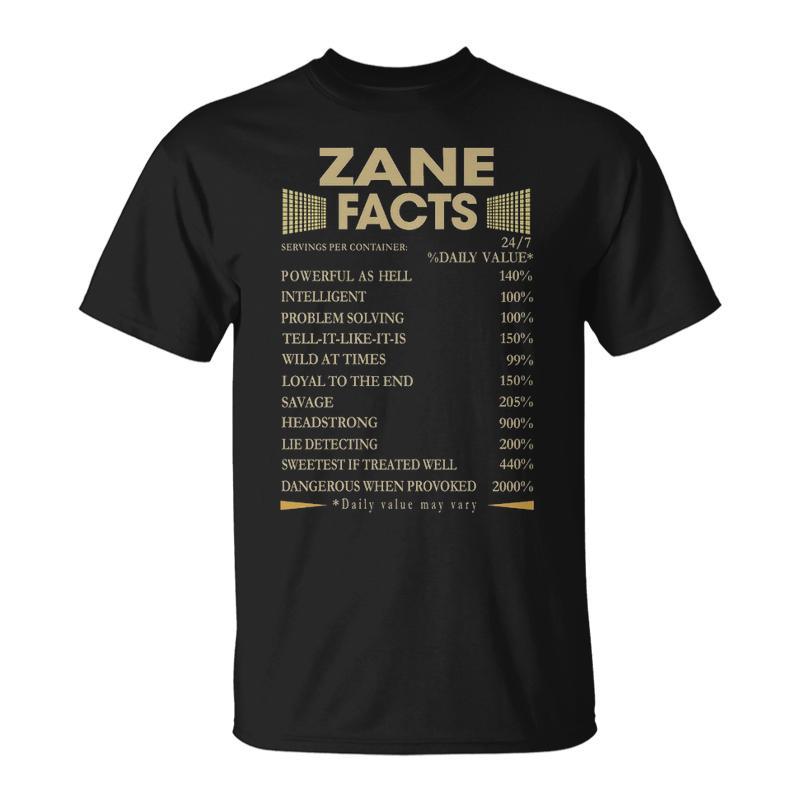 ZANE
FACTS
SERVINGS PER CONTAINER: 24/7
%DAILY VALUE*
POWERFUL AS HELL 140%
INTELLIGENT 100%
PROBLEM SOLVING 100%
TELL-IT-LIKE-IT-IS 150%
WILD AT TIMES 99%
LOYAL TO THE END 150%
SAVAGE 205%
HEADSTRONG 900%
LIE DETECTING 200%
SWEETEST IF TREATED WELL 440%
DANGEROUS WHEN PROVOKED 2000%
*Daily value may vary